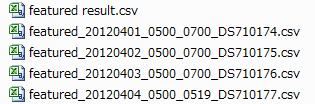 featured result.csv
featured_20120401_0500_0700_DS710174.csv
featured_20120402_0500_0700_DS710175.csv
featured_20120403_0500_0700_DS710176.csv
featured_20120404_0500_0519_DS710177.csv